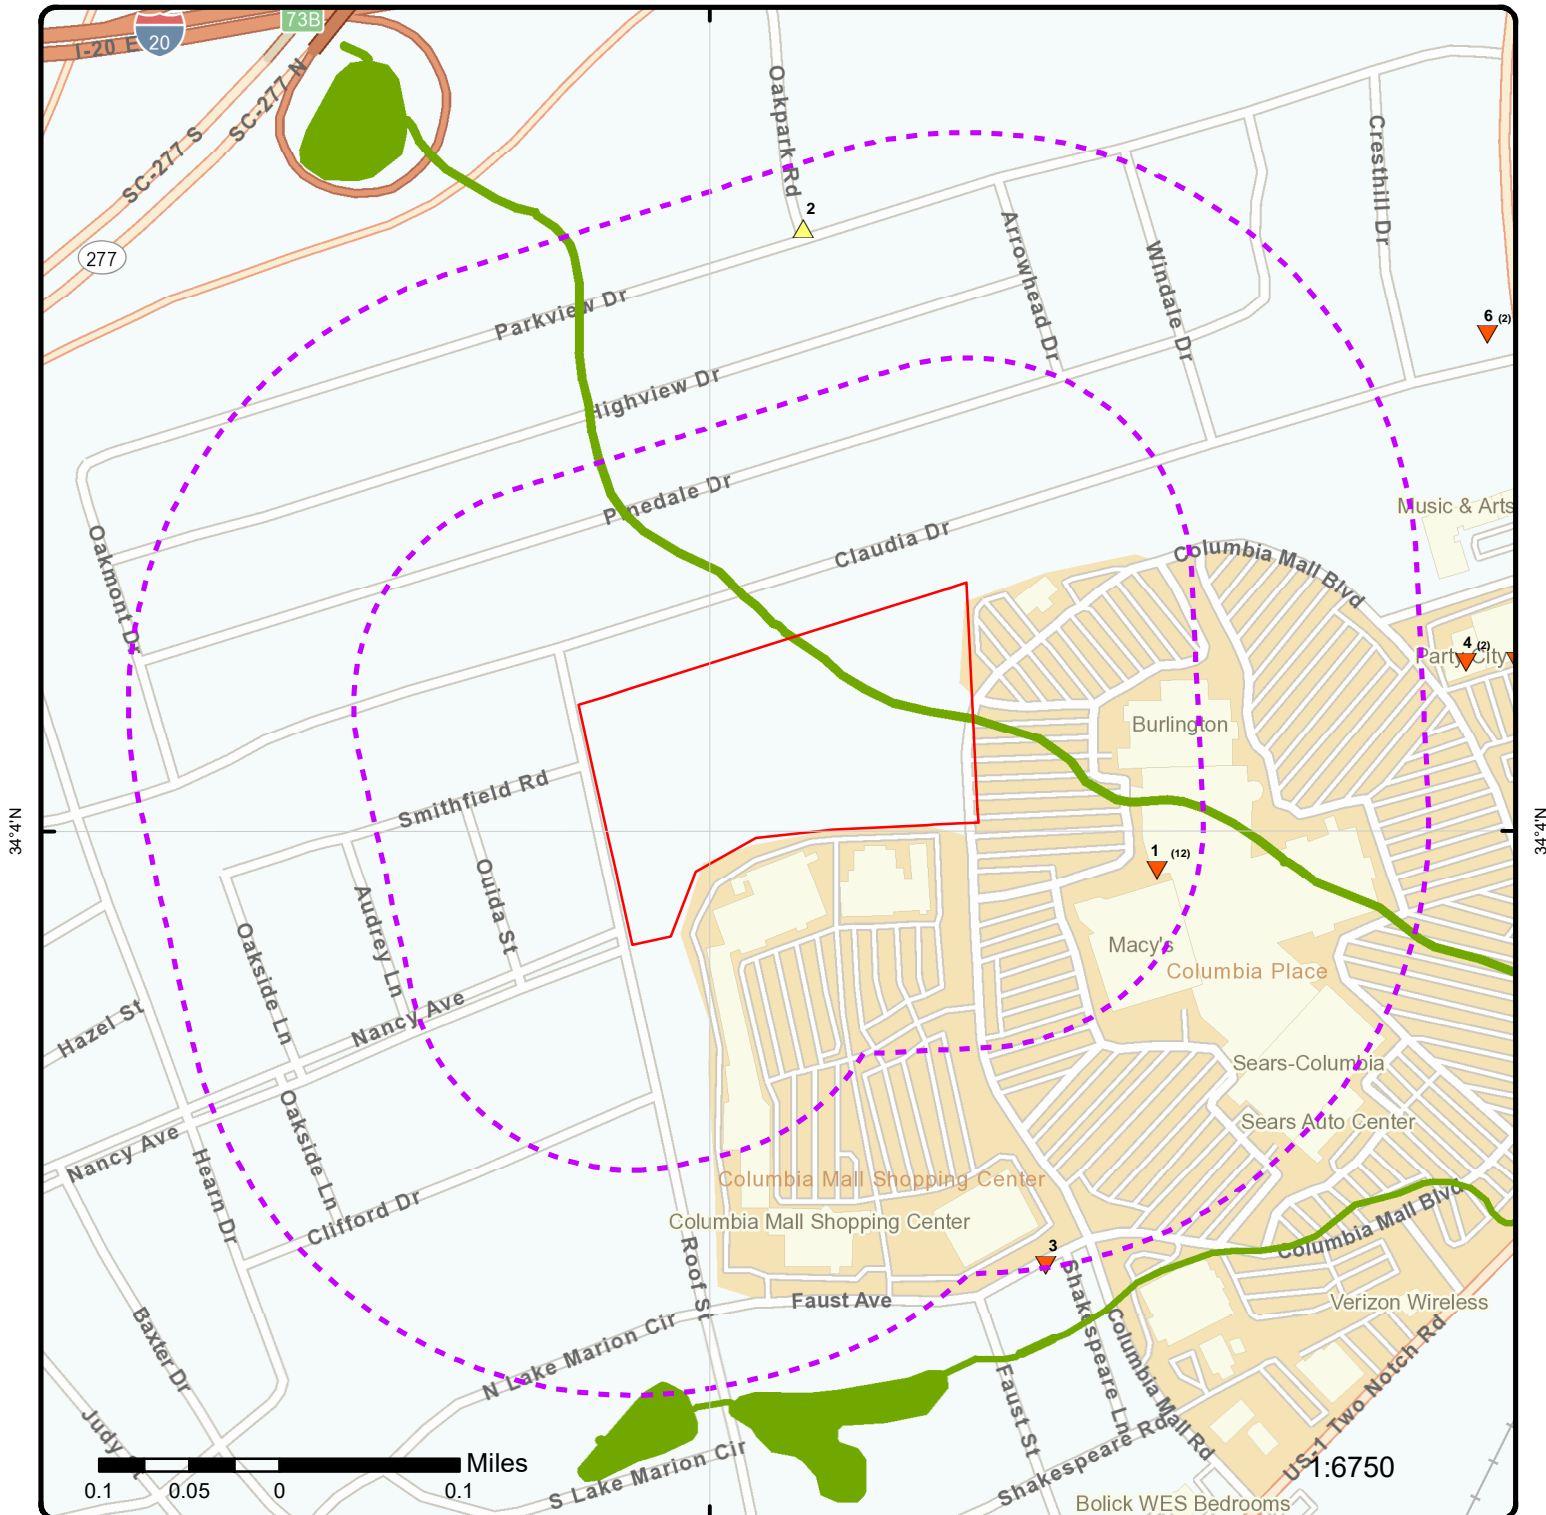 73B
I-20 E
20
SC-277 N
SC-277 S
277
Oakpark Rd
2
Cresthill Dr
Arrowhead Dr
Windale Dr
Parkview Dr
6 (2)
Highview Dr
Pinedale Dr
Claudia Dr
Music & Arts
Oakmont Dr
Columbia Mall Blvd
4 (2)
Party City
Burlington
Smithfield Rd
34°4'N
34°4'N
1 (12)
Ouida St
Audrey Ln
Oakside Ln
Macy's
Columbia Place
Nancy Ave
Hazel St
Sears-Columbia
Oakside Ln
Sears Auto Center
Nancy Ave
Hearn Dr
Columbia Mall Shopping Center
Clifford Dr
Columbia Mall Shopping Center
Columbia Mall Blvd
3
Roof St
Shakespeare Ln
Faust Ave
Verizon Wireless
Baxter Dr
N Lake Marion Cir
Columbia Mall Rd
US-1 Two Notch Rd
Faust St
Judy
S Lake Marion Cir
Shakespeare Rd
Miles
0.1 0.05 0 0.1
1:6750
Bolick WES Bedrooms